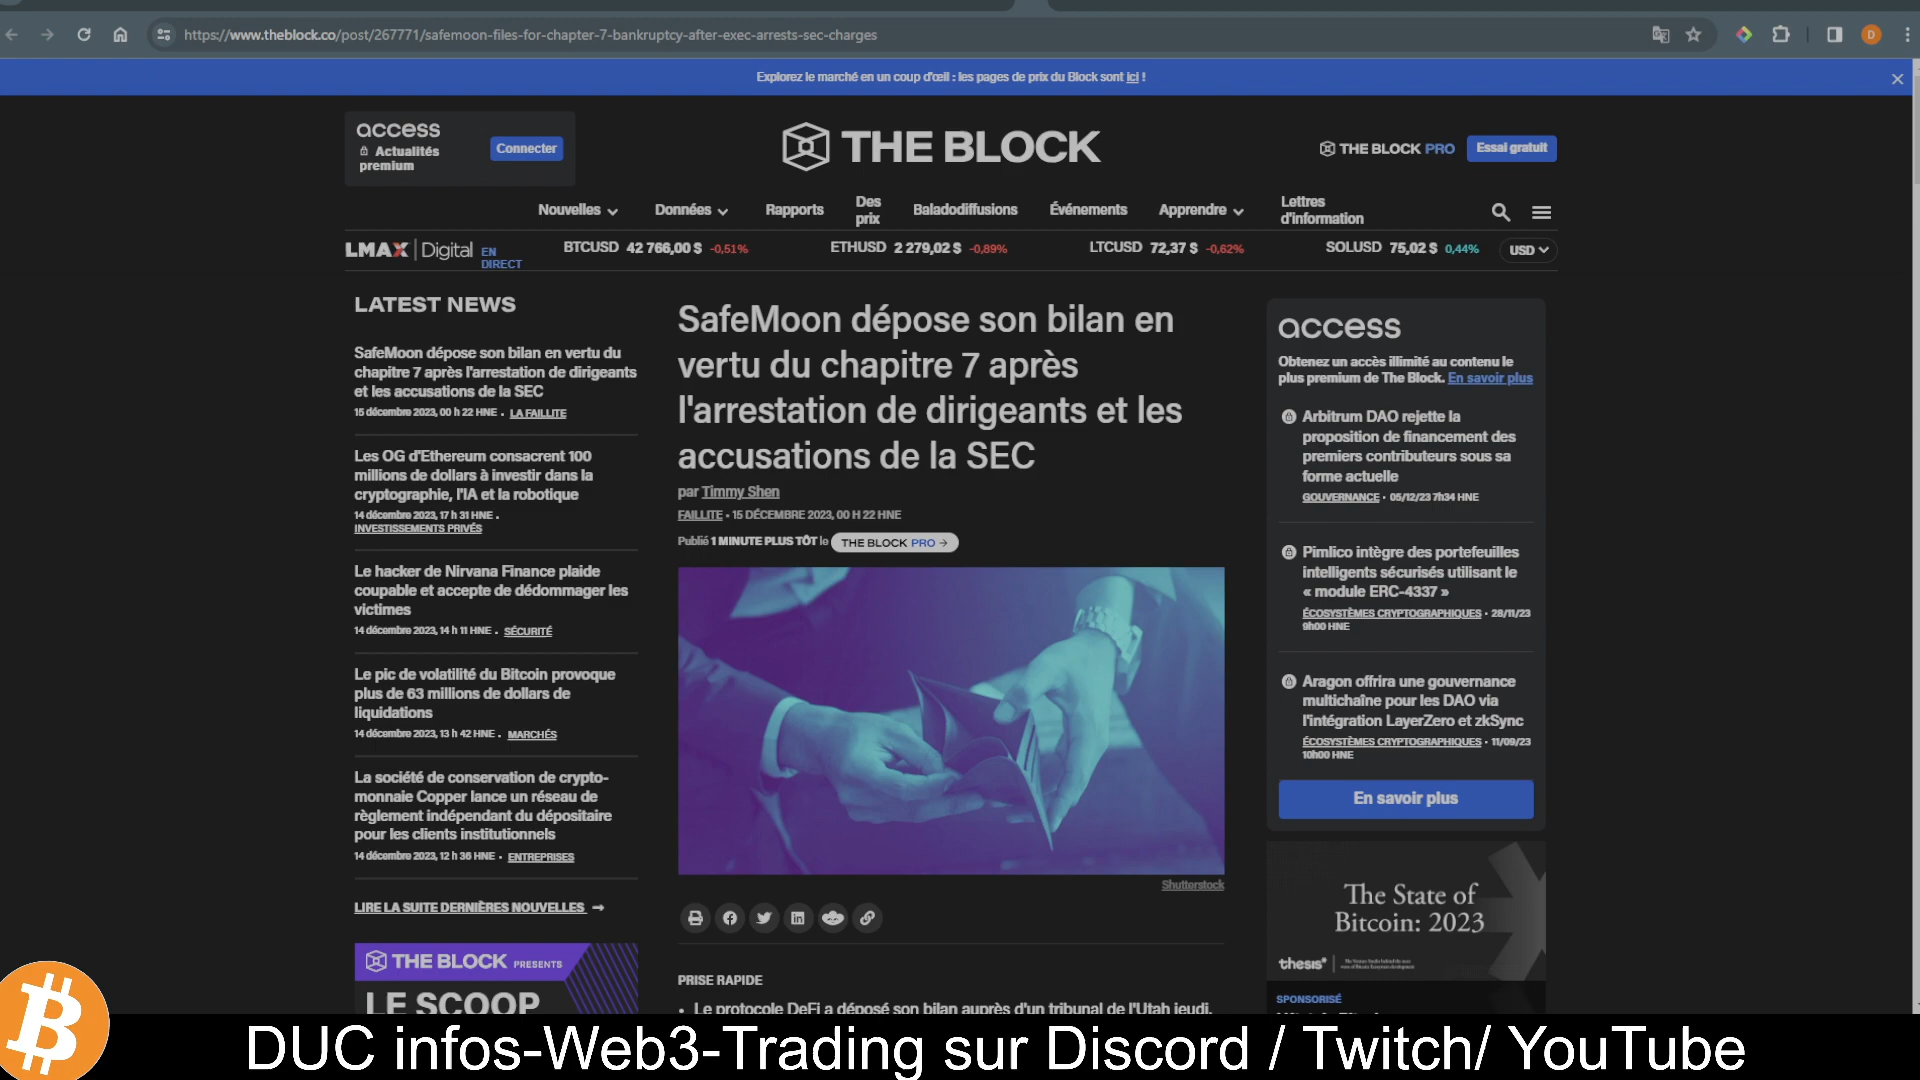 https://www.theblock.co/post/267771/safemoon-files-for-chapter-7-bankruptcy-after-exec-arrests-sec-charges
D
Explorez le marché en un coup d'œil : les pages de prix du Block sont ici !
access
Actualités
premium
Connecter
THE BLOCK
THE BLOCK PRO
Essai gratuit
Nouvelles
Données
Rapports
Des
prix
Baladodiffusions
Événements
Apprendre
Lettres
d'information
LMAX Digital
EN
DIRECT
BTCUSD 42 766,00 $ -0,51%
ETHUSD 2 279,02 $ -0,89%
LTCUSD 72,37 $ -0,62%
SOLUSD 75,02 $ 0,44%
USD
LATEST NEWS
SafeMoon dépose son bilan en vertu du
chapitre 7 après l'arrestation de dirigeants
et les accusations de la SEC
15 décembre 2023, 00 h 22 HNE • LA FAILLITE
Les OG d'Ethereum consacrent 100
millions de dollars à investir dans la
cryptographie, l'IA et la robotique
14 décembre 2023, 17 h 31 HNE •
INVESTISSEMENTS PRIVÉS
Le hacker de Nirvana Finance plaide
coupable et accepte de dédommager les
victimes
14 décembre 2023, 14 h 11 HNE • SÉCURITÉ
Le pic de volatilité du Bitcoin provoque
plus de 63 millions de dollars de
liquidations
14 décembre 2023, 13 h 42 HNE • MARCHÉS
La société de conservation de crypto-
monnaie Copper lance un réseau de
règlement indépendant du dépositaire
pour les clients institutionnels
14 décembre 2023, 12 h 36 HNE • ENTREPRISES
LIRE LA SUITE DERNIÈRES NOUVELLES →
THE BLOCK PRESENTS
LE SCOOP
SafeMoon dépose son bilan en
vertu du chapitre 7 après
l'arrestation de dirigeants et les
accusations de la SEC
par Timmy Shen
FAILLITE • 15 DÉCEMBRE 2023, 00 H 22 HNE
Publié 1 MINUTE PLUS TÔT le THE BLOCK PRO →
Shutterstock
PRISE RAPIDE
• Le protocole DeFi a déposé son bilan auprès d'un tribunal de l'Utah jeudi.
access
Obtenez un accès illimité au contenu le
plus premium de The Block. En savoir plus
Arbitrum DAO rejette la
proposition de financement des
premiers contributeurs sous sa
forme actuelle
GOUVERNANCE • 05/12/23 7h34 HNE
Pimlico intègre des portefeuilles
intelligents sécurisés utilisant le
« module ERC-4337 »
ÉCOSYSTÈMES CRYPTOGRAPHIQUES • 28/11/23
9h00 HNE
Aragon offrira une gouvernance
multichaîne pour les DAO via
l'intégration LayerZero et zkSync
ÉCOSYSTÈMES CRYPTOGRAPHIQUES • 11/09/23
10h00 HNE
En savoir plus
The State of
Bitcoin: 2023
thesis*
SPONSORISÉ
DUC infos-Web3-Trading sur Discord / Twitch/ YouTube